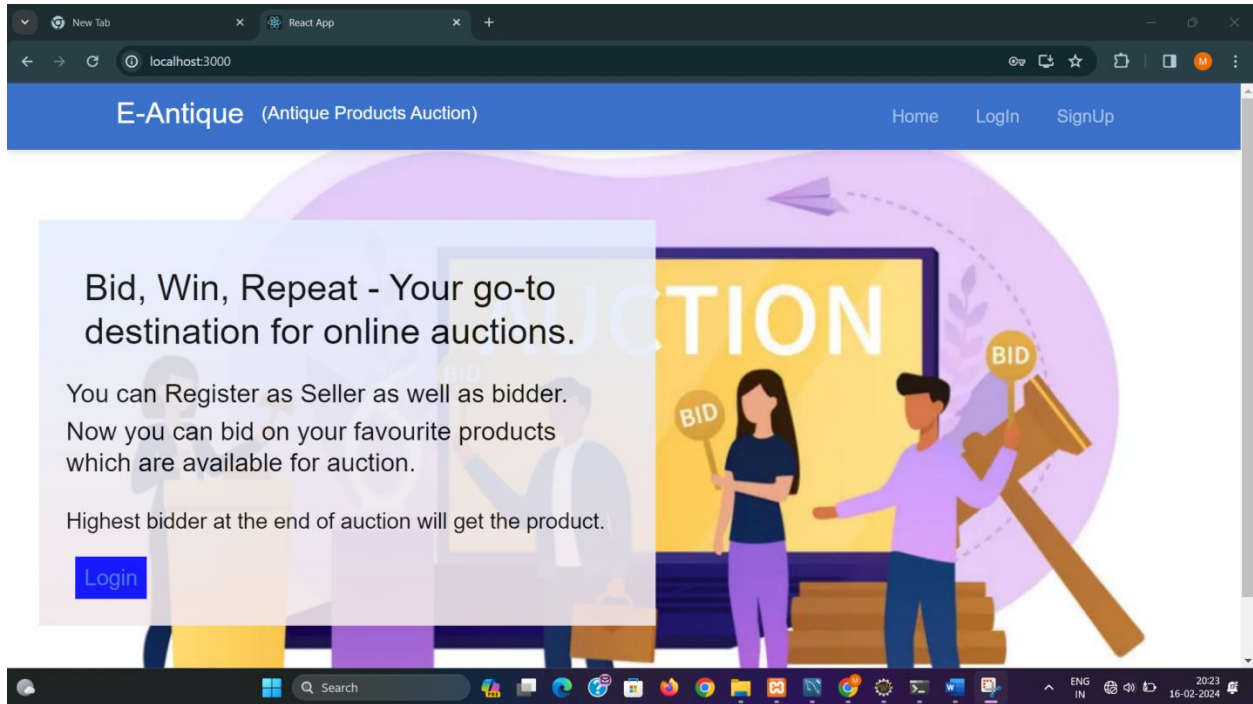 New Tab
React App
localhost:3000
M
E-Antique (Antique Products Auction)
Home LogIn SignUp
AUCTION
Bid, Win, Repeat - Your go-to
destination for online auctions.
BID
BID
BID
You can Register as Seller as well as bidder.
Now you can bid on your favourite products
which are available for auction.
Highest bidder at the end of auction will get the product.
Login
Search
ENG
IN
20:23
16-02-2024